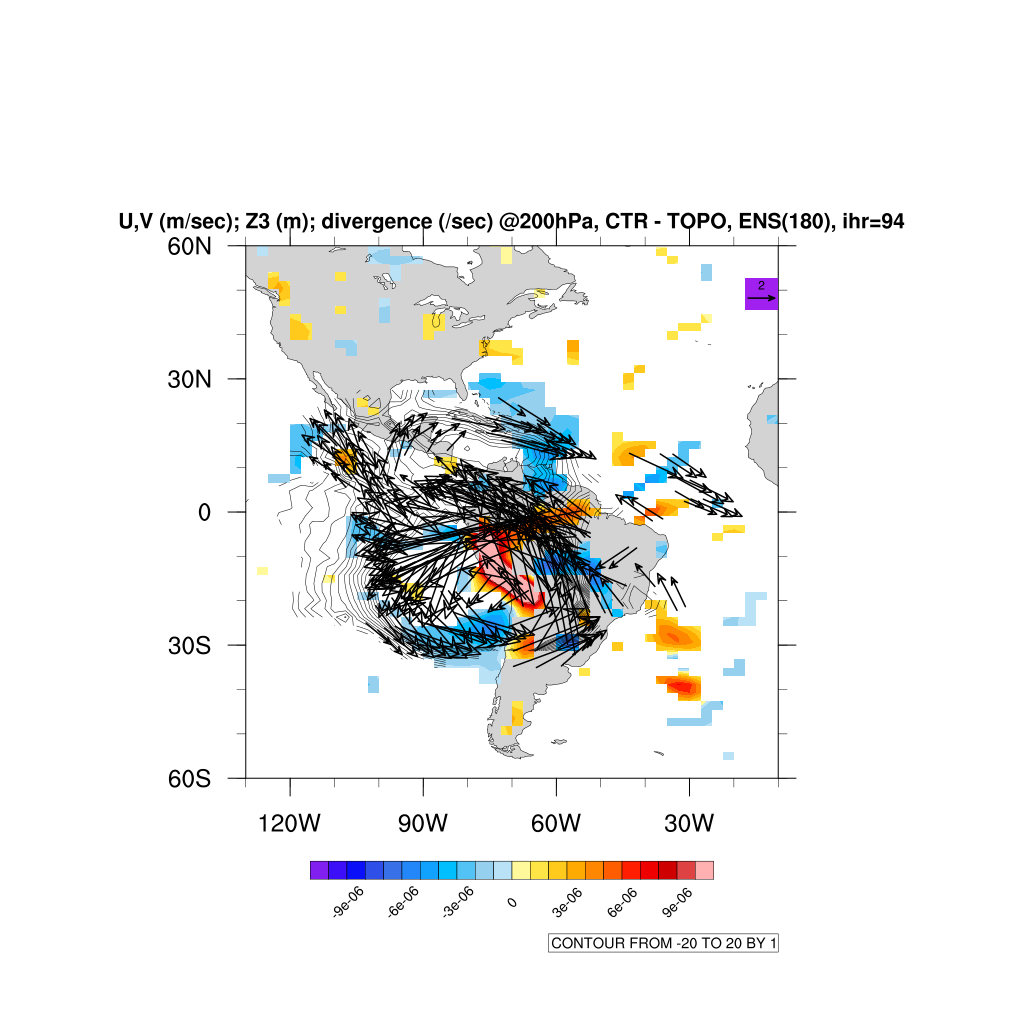 U,V (m/sec); Z3 (m); divergence (/sec) @200hPa, CTR - TOPO, ENS(180), ihr=94
60N
2
30N
0
30S
60S
120W 90W 60W 30W
-9e-06 -6e-06 -3e-06 0 3e-06 6e-06 9e-06
CONTOUR FROM -20 TO 20 BY 1